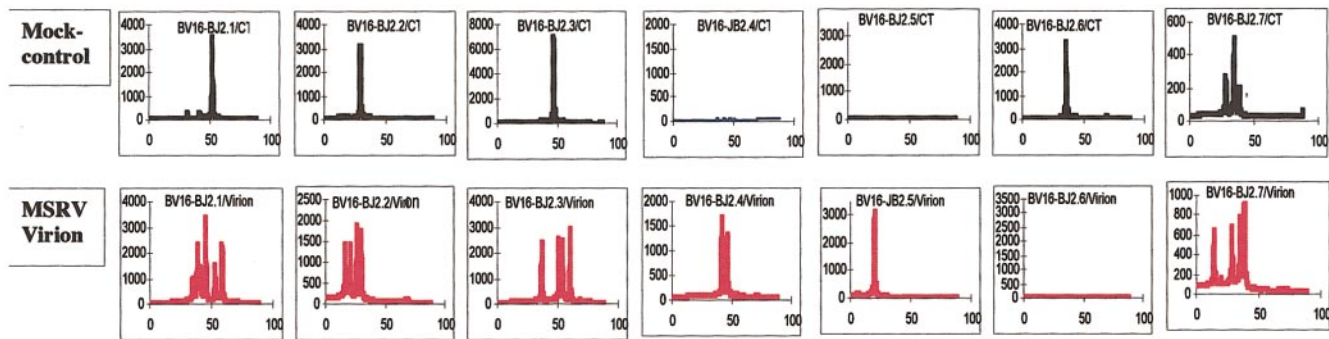 Mock-
control
BV16-BJ2.1/CT
4000
3000
2000
1000
0
0 50 100
BV16-BJ2.2/CT
4000
3000
2000
1000
0
0 50 100
BV16-BJ2.3/CT
8000
6000
4000
2000
0
0 50 100
BV16-JB2.4/CT
2000
1500
1000
500
0
0 50 100
BV16-BJ2.5/CT
3000
2000
1000
0
0 50 100
BV16-BJ2.6/CT
4000
3000
2000
1000
0
0 50 100
BV16-BJ2.7/CT
600
400
200
0
0 50 100
MSRV
Virion
BV16-BJ2.1/Virion
4000
3000
2000
1000
0
0 50 100
BV16-BJ2.2/Virion
2500
2000
1500
1000
500
0
0 50 100
BV16-BJ2.3/Virion
4000
3000
2000
1000
0
0 50 100
BV16-BJ2.4/Virion
2000
1500
1000
500
0
0 50 100
BV16-JB2.5/Virion
3000
2000
1000
0
0 50 100
BV16-BJ2.6/Virion
3500
3000
2500
2000
1500
1000
500
0
0 50 100
BV16-BJ2.7/Virion
1000
800
600
400
200
0
0 50 100